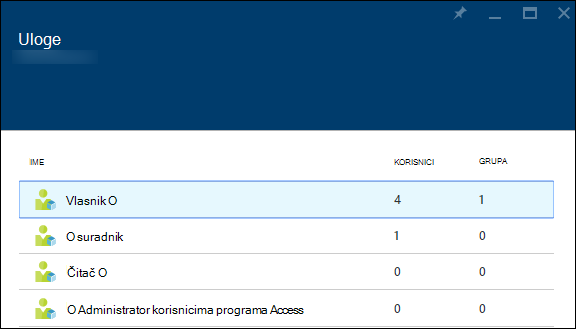 Uloge
IME KORISNICI GRUPA
Vlasnik O 4 1
O suradnik 1 0
Čitač O 0 0
O Administrator korisnicima programa Access 0 0